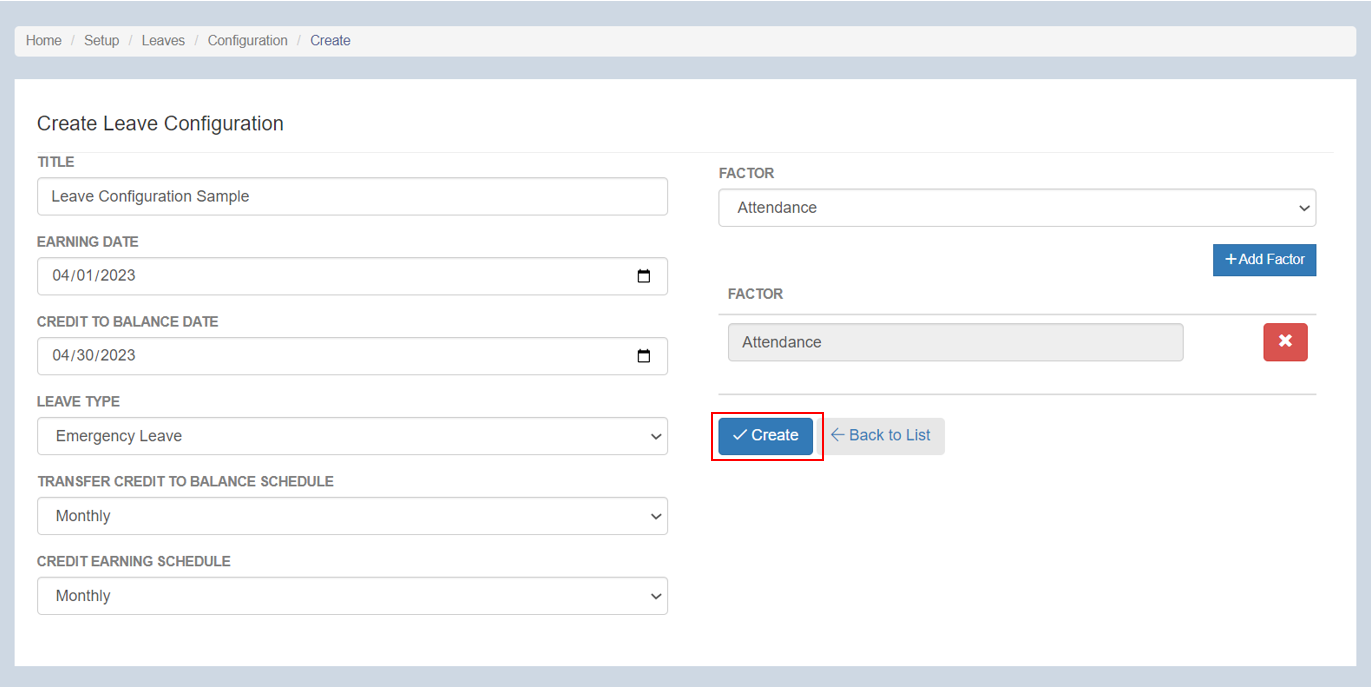 Home / Setup / Leaves / Configuration / Create
Create Leave Configuration
TITLE
Leave Configuration Sample
EARNING DATE
04/01/2023
CREDIT TO BALANCE DATE
04/30/2023
LEAVE TYPE
Emergency Leave
TRANSFER CREDIT TO BALANCE SCHEDULE
Monthly
CREDIT EARNING SCHEDULE
Monthly
FACTOR
Attendance
+Add Factor
FACTOR
Attendance
Create
Back to List